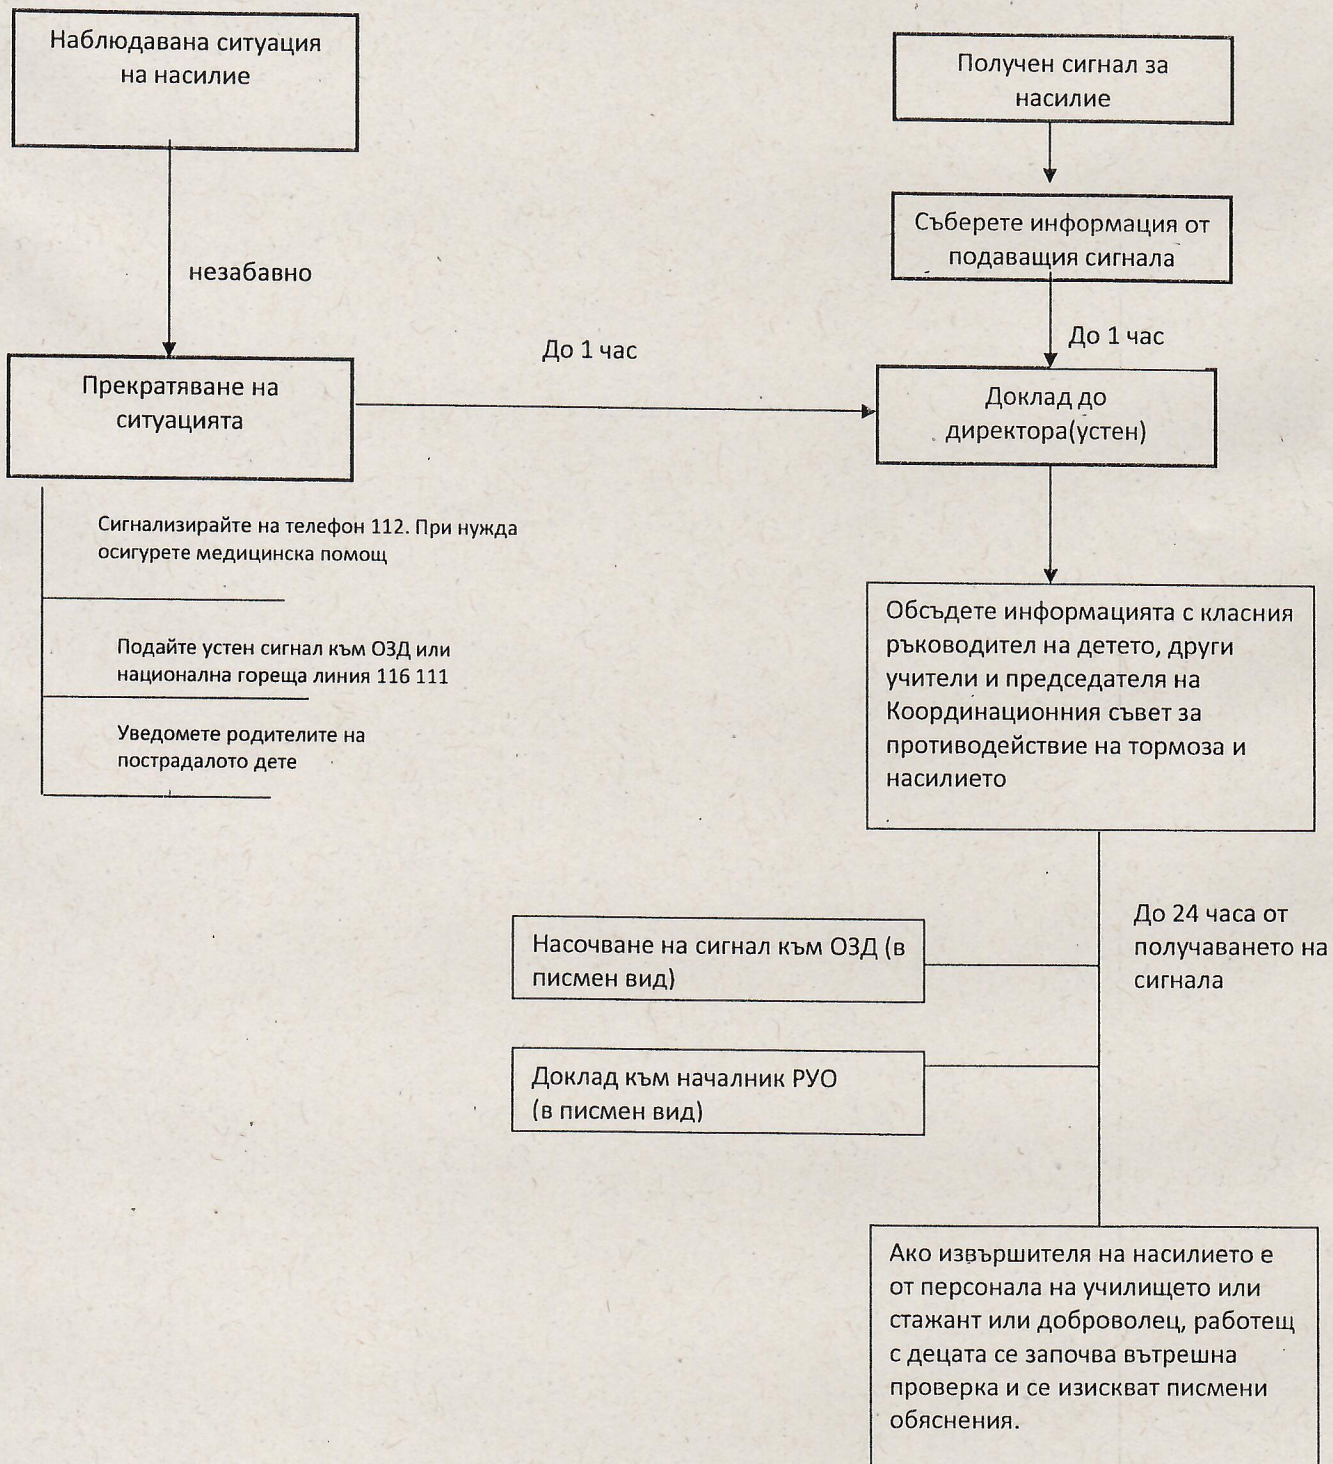 Наблюдавана ситуация
на насилие
Получен сигнал за
насилие
Съберете информация от
подаващия сигнала
незабавно
До 1 час
До 1 час
Прекратяване на
ситуацията
Доклад до
директора(устен)
Сигнализирайте на телефон 112. При нужда
осигурете медицинска помощ
Подайте устен сигнал към ОЗД или
национална гореща линия 116 111
Уведомете родителите на
пострадалото дете
Обсъдете информацията с класния
ръководител на детето, други
учители и председателя на
Координационния съвет за
противодействие на тормоза и
насилието
До 24 часа от
получаването на
сигнала
Насочване на сигнал към ОЗД (в
писмен вид)
Доклад към началник РУО
(в писмен вид)
Ако извършителя на насилието е
от персонала на училището или
стажант или доброволец, работещ
с децата се започва вътрешна
проверка и се изискват писмени
обяснения.